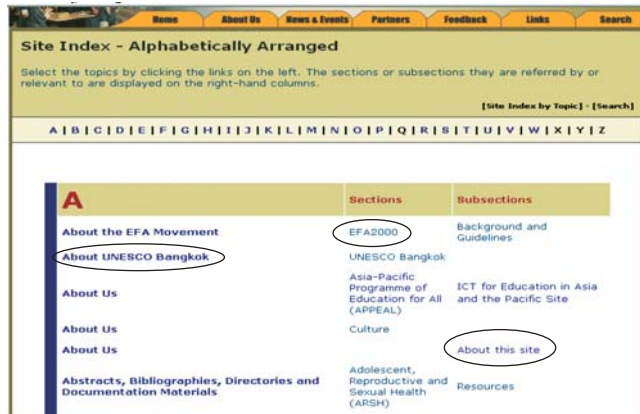 Home About Us News & Events Partners Feedback Links Search
Site Index - Alphabetically Arranged
Select the topics by clicking the links on the left. The sections or subsections they are referred by or
relevant to are displayed on the right-hand columns.
[Site Index by Topic] - [Search]
A | B | C | D | E | F | G | H | I | J | K | L | M | N | O | P | Q | R | S | T | U | V | W | X | Y | Z
A Sections Subsections
About the EFA Movement EFA2000 Background and
Guidelines
About UNESCO Bangkok UNESCO Bangkok
About Us Asia-Pacific
Programme of
Education for All
(APPEAL) ICT for Education in Asia
and the Pacific Site
About Us Culture
About Us About this site
Abstracts, Bibliographies, Directories and
Documentation Materials Adolescent,
Reproductive and
Sexual Health
(ARSH) Resources